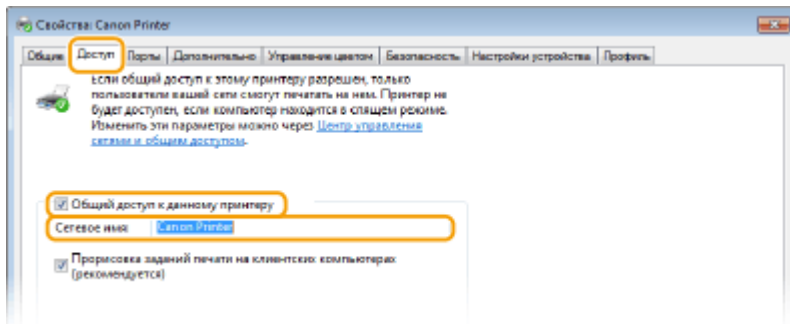 Свойства: Canon Printer
Общие Доступ Порты Дополнительно Управление цветом Безопасность Настройки устройства Профиль
Если общий доступ к этому принтеру разрешен, только
пользователи вашей сети смогут печатать на нем. Принтер не
будет доступен, если компьютер находится в спящем режиме.
Изменить эти параметры можно через Центр управления
сетями и общим доступом.
Общий доступ к данному принтеру
Сетевое имя: Canon Printer
Прорисовка заданий печати на клиентских компьютерах
(рекомендуется)